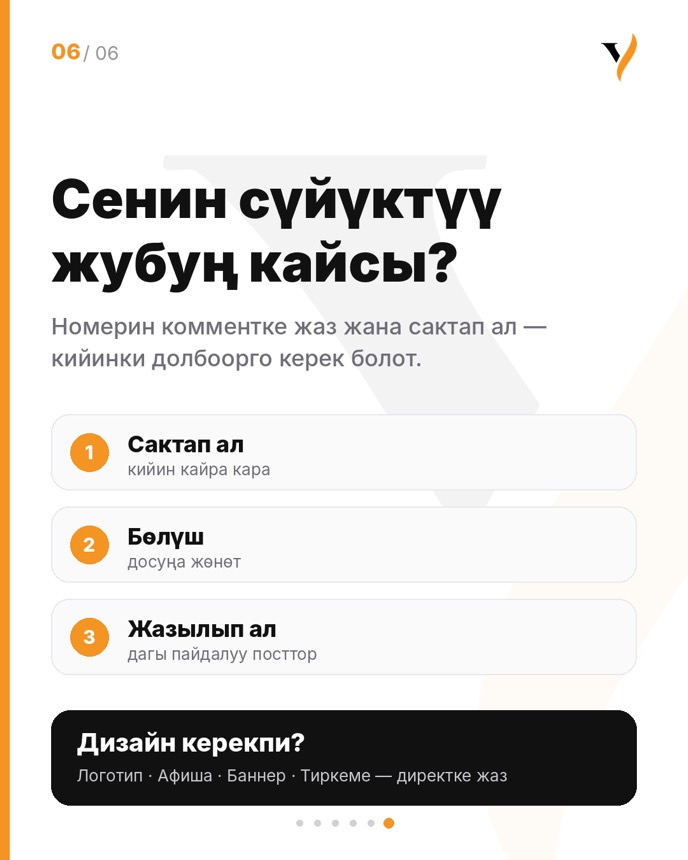 06 / 06
Сенин сүйүктүү
жубуң кайсы?
Номерин комментке жаз жана сактап ал —
кийинки долбоорго керек болот.
1
Сактап ал
кийин кайра кара
2
Бөлүш
досуңа жөнөт
3
Жазылып ал
дагы пайдалуу посттор
Дизайн керекпи?
Логотип · Афиша · Баннер · Тиркеме — директке жаз